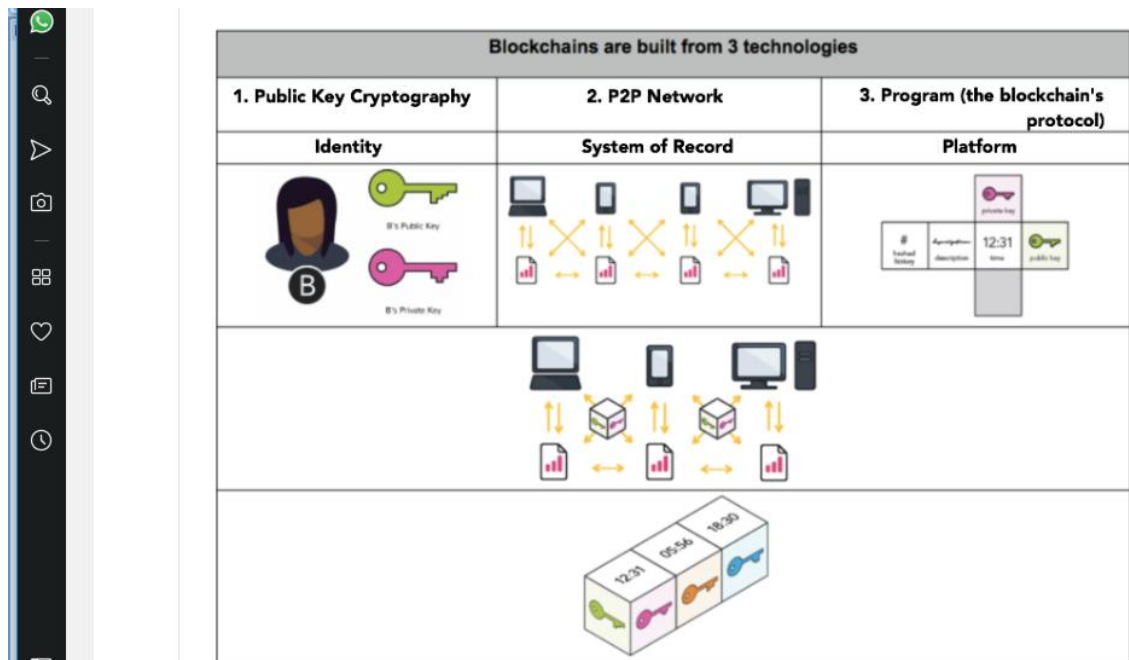 Blockchains are built from 3 technologies
1. Public Key Cryptography
2. P2P Network
3. Program (the blockchain's
protocol)
Identity
System of Record
Platform
B's Public Key
B's Private Key
B
private key
#
hashed
history
description
description
12:31
time
public key
12:31
05:56
18:30